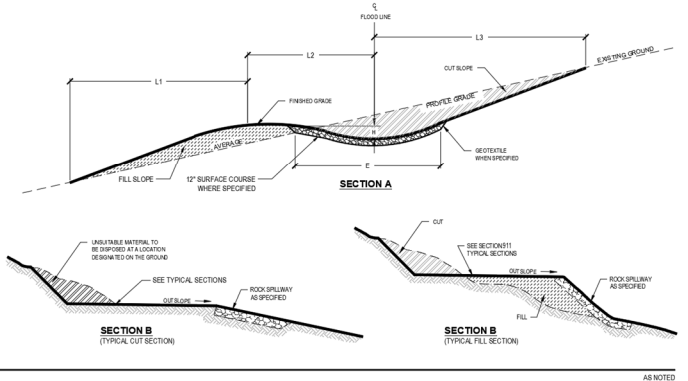 ℄
FLOOD LINE
L3
L2
L1
EXISTING GROUND
CUT SLOPE
FINISHED GRADE
PROFILE GRADE
H
AVERAGE
GEOTEXTILE
WHEN SPECIFIED
FILL SLOPE
12" SURFACE COURSE
WHERE SPECIFIED
E
SECTION A
UNSUITABLE MATERIAL TO
BE DISPOSED AT A LOCATION
DESIGNATED ON THE GROUND
SEE TYPICAL SECTIONS
OUTSLOPE
ROCK SPILLWAY
AS SPECIFIED
SECTION B
(TYPICAL CUT SECTION)
CUT
SEE SECTION 911
TYPICAL SECTIONS
OUTSLOPE
ROCK SPILLWAY
AS SPECIFIED
FILL
SECTION B
(TYPICAL FILL SECTION)
AS NOTED